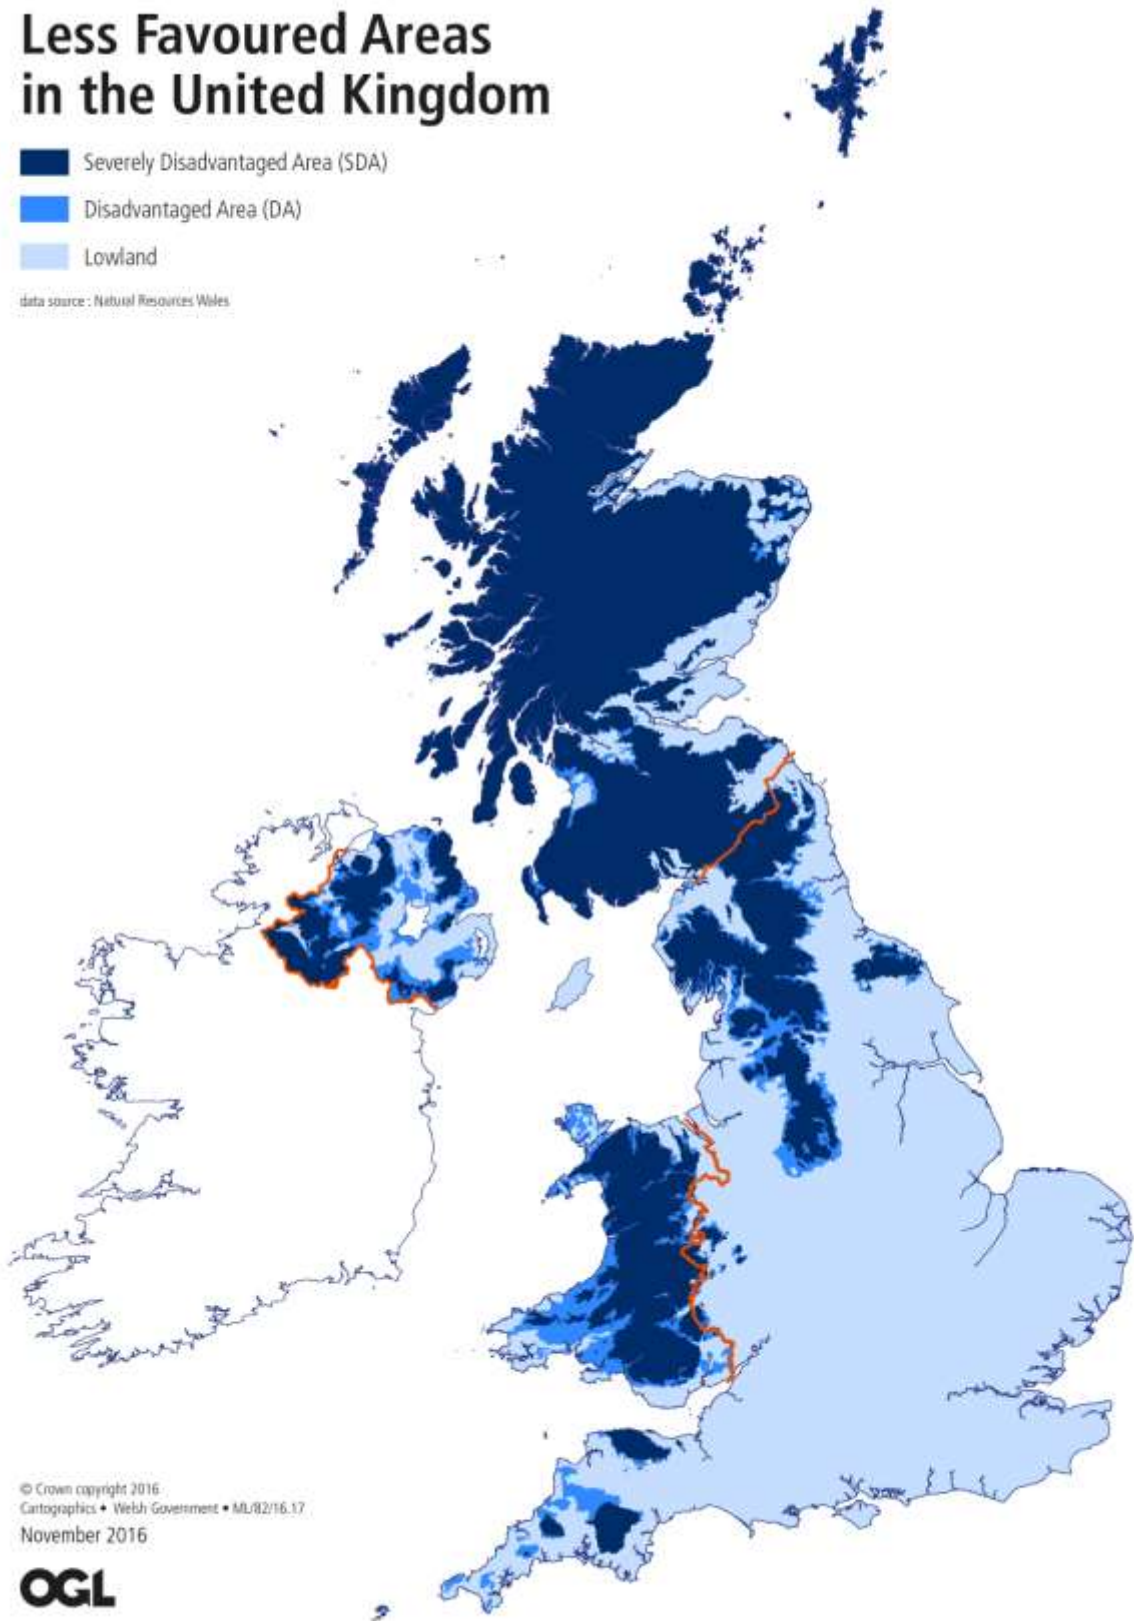 Less Favoured Areas
in the United Kingdom
Severely Disadvantaged Area (SDA)
Disadvantaged Area (DA)
Lowland
data source : Natural Resources Wales
© Crown copyright 2016
Cartographics • Welsh Government • ML/82/16.17
November 2016
OGL